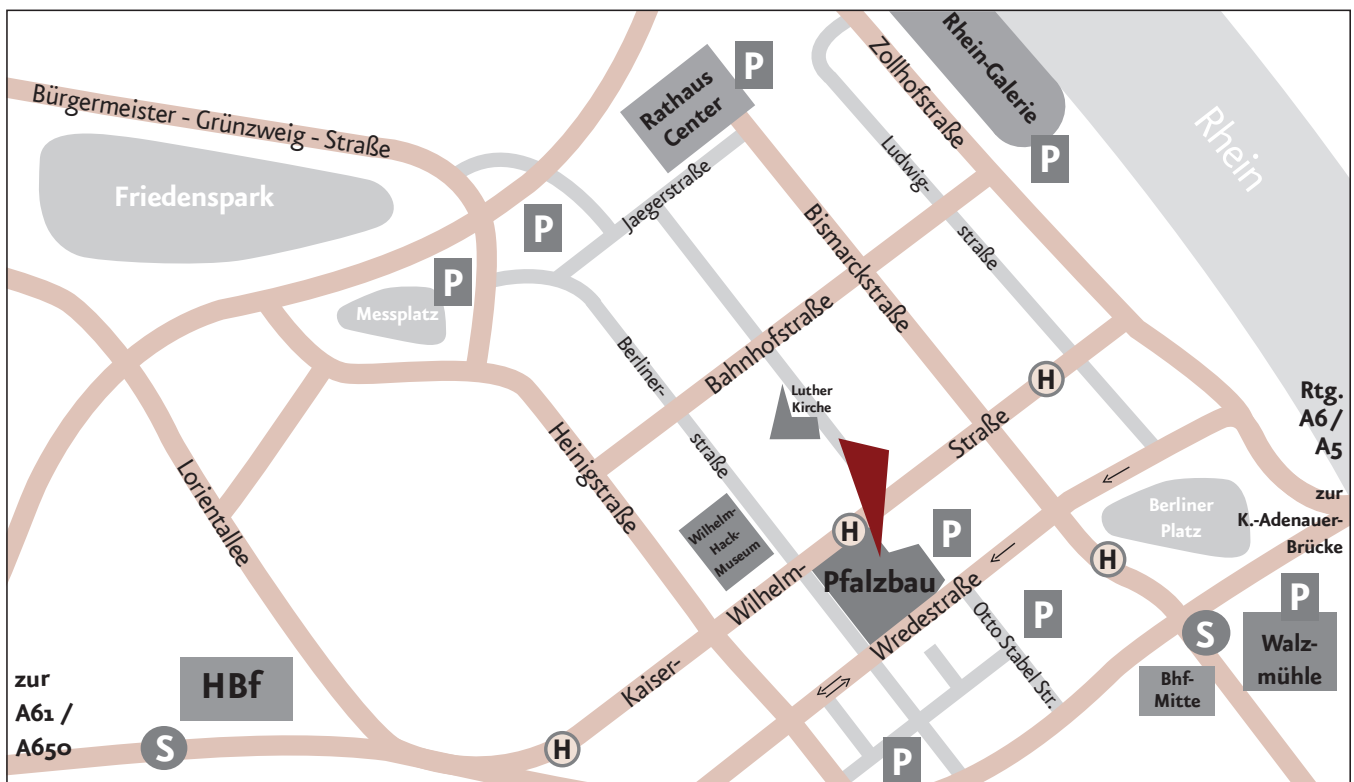 Bürgermeister - Grünzweig - Straße
Friedenspark
Messplatz
P
P
Rathaus
Center
P
Jaegerstraße
Zollhofstraße
Rhein-Galerie
P
Rhein
Ludwig-
straße
Bismarckstraße
Bahnhofstraße
Berliner-
straße
Luther
Kirche
Heinigstraße
Lorientallee
Wilhelm-
Hack-
Museum
Kaiser-
Wilhelm-
Straße
H
H
H
H
Pfalzbau
P
Wredestraße
Otto Stabel Str.
P
P
Berliner
Platz
Rtg.
A6 /
A5
zur
K.-Adenauer-
Brücke
P
Walz-
mühle
S
Bhf-
Mitte
HBf
zur
A61 /
A650
S